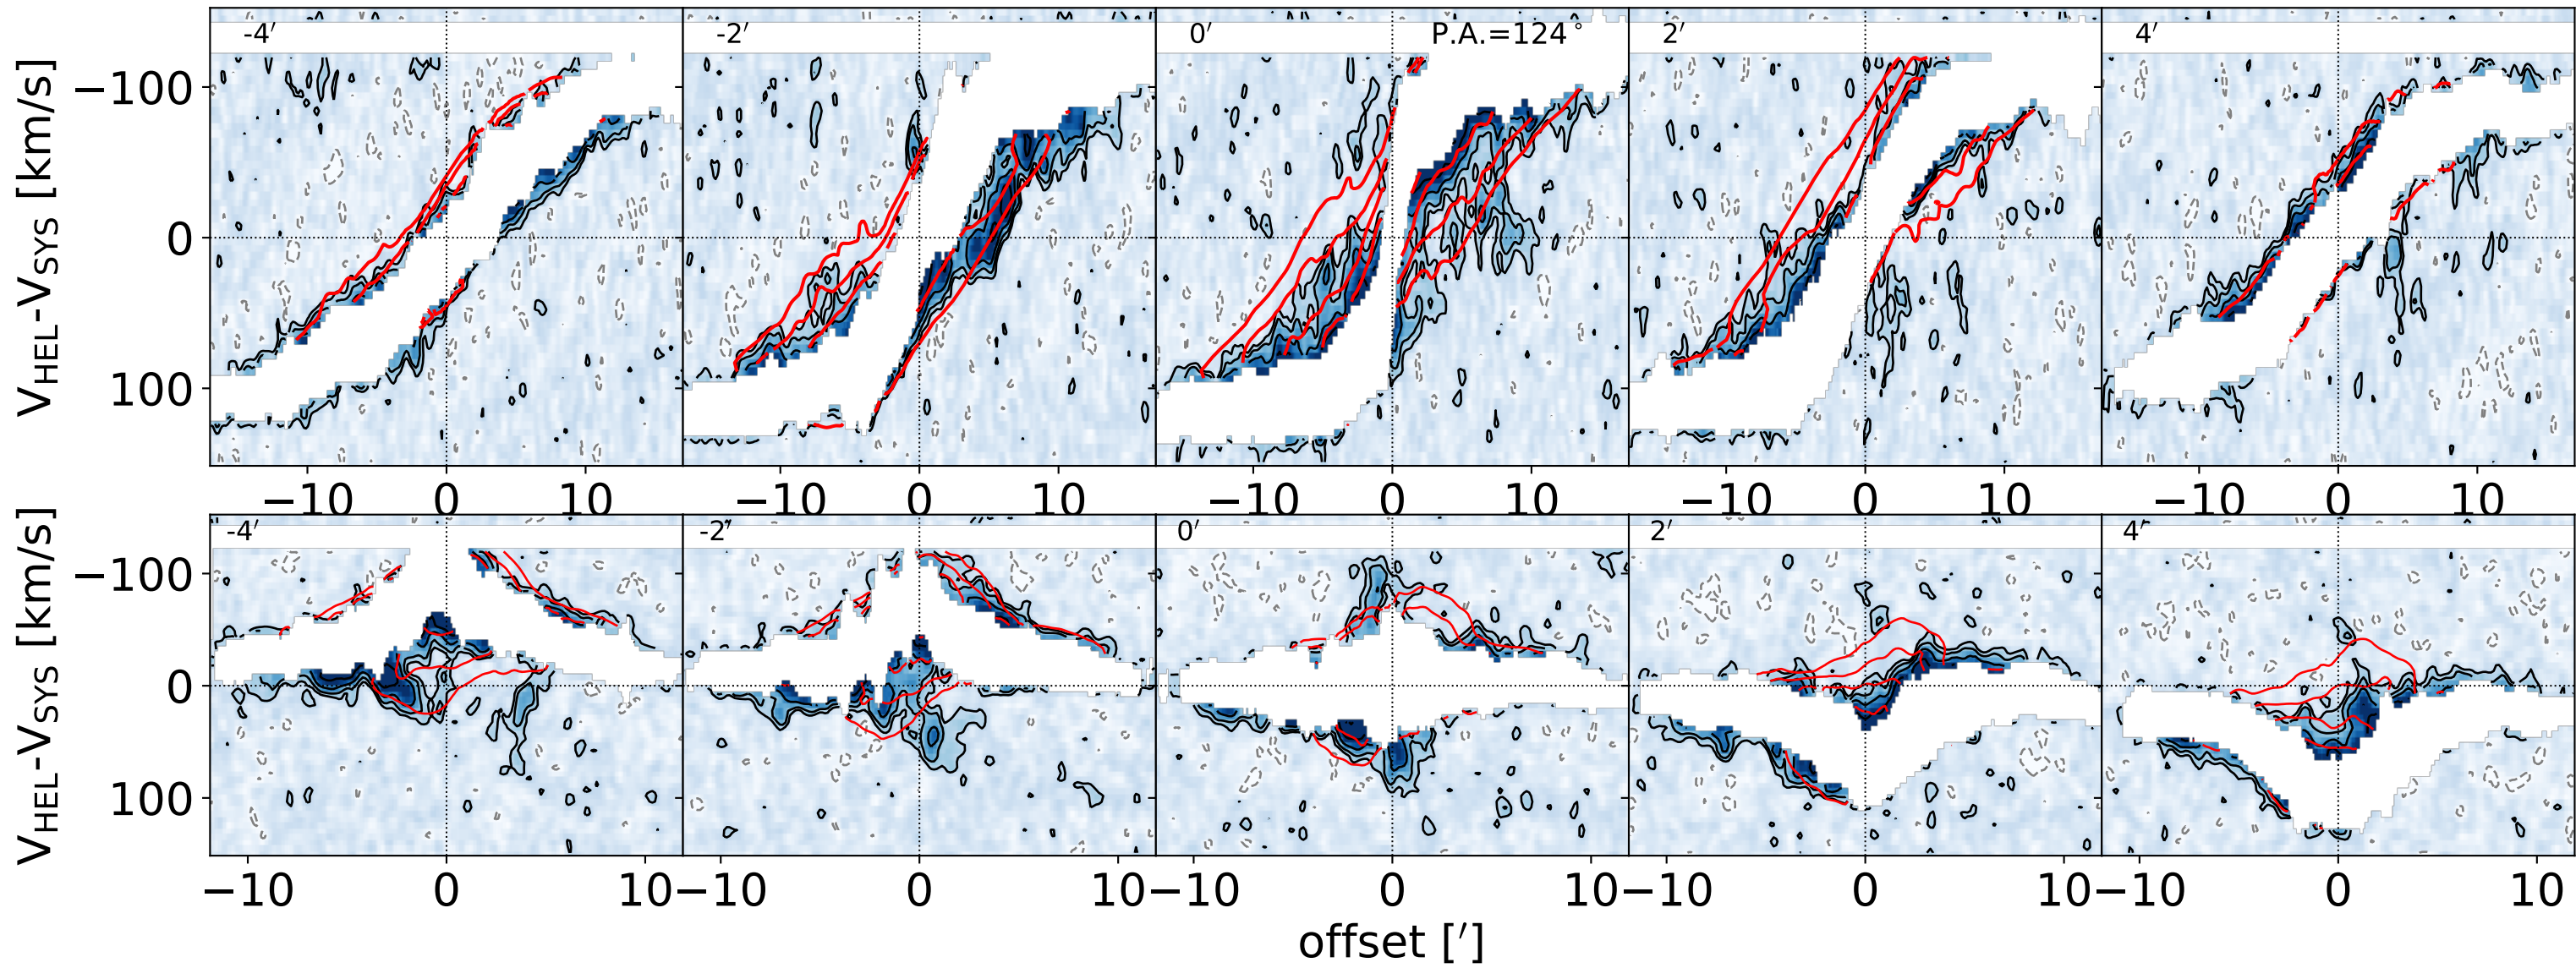 -4′ -2′ 0′ P.A.=124° 2′ 4′
V_HEL-V_SYS [km/s]
−100
0
100
−10 0 10 −10 0 10 −10 0 10 −10 0 10 −10 0 10
-4′ -2′ 0′ 2′ 4′
V_HEL-V_SYS [km/s]
−100
0
100
−10 0 10 −10 0 10 −10 0 10 −10 0 10 −10 0 10
offset [′]